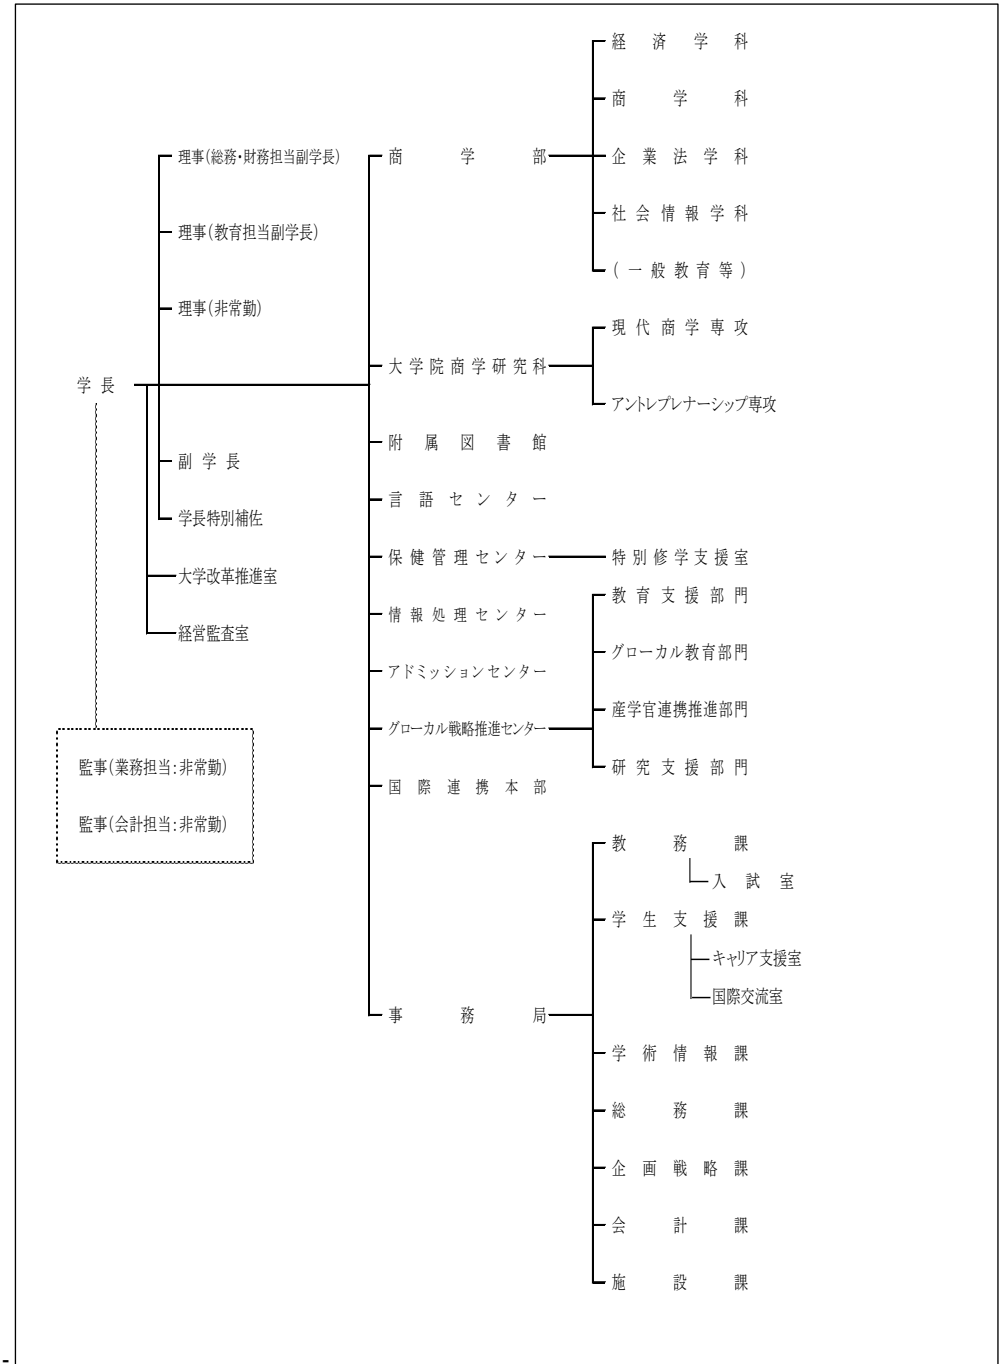 学長
理事(総務・財務担当副学長)
理事(教育担当副学長)
理事(非常勤)
副学長
学長特別補佐
大学改革推進室
経営監査室
監事(業務担当:非常勤)
監事(会計担当:非常勤)
商学部
経済学科
商学科
企業法学科
社会情報学科
(一般教育等)
大学院商学研究科
現代商学専攻
アントレプレナーシップ専攻
附属図書館
言語センター
保健管理センター
特別修学支援室
情報処理センター
アドミッションセンター
グローカル戦略推進センター
教育支援部門
グローカル教育部門
産学官連携推進部門
研究支援部門
国際連携本部
事務局
教務課
入試室
学生支援課
キャリア支援室
国際交流室
学術情報課
総務課
企画戦略課
会計課
施設課